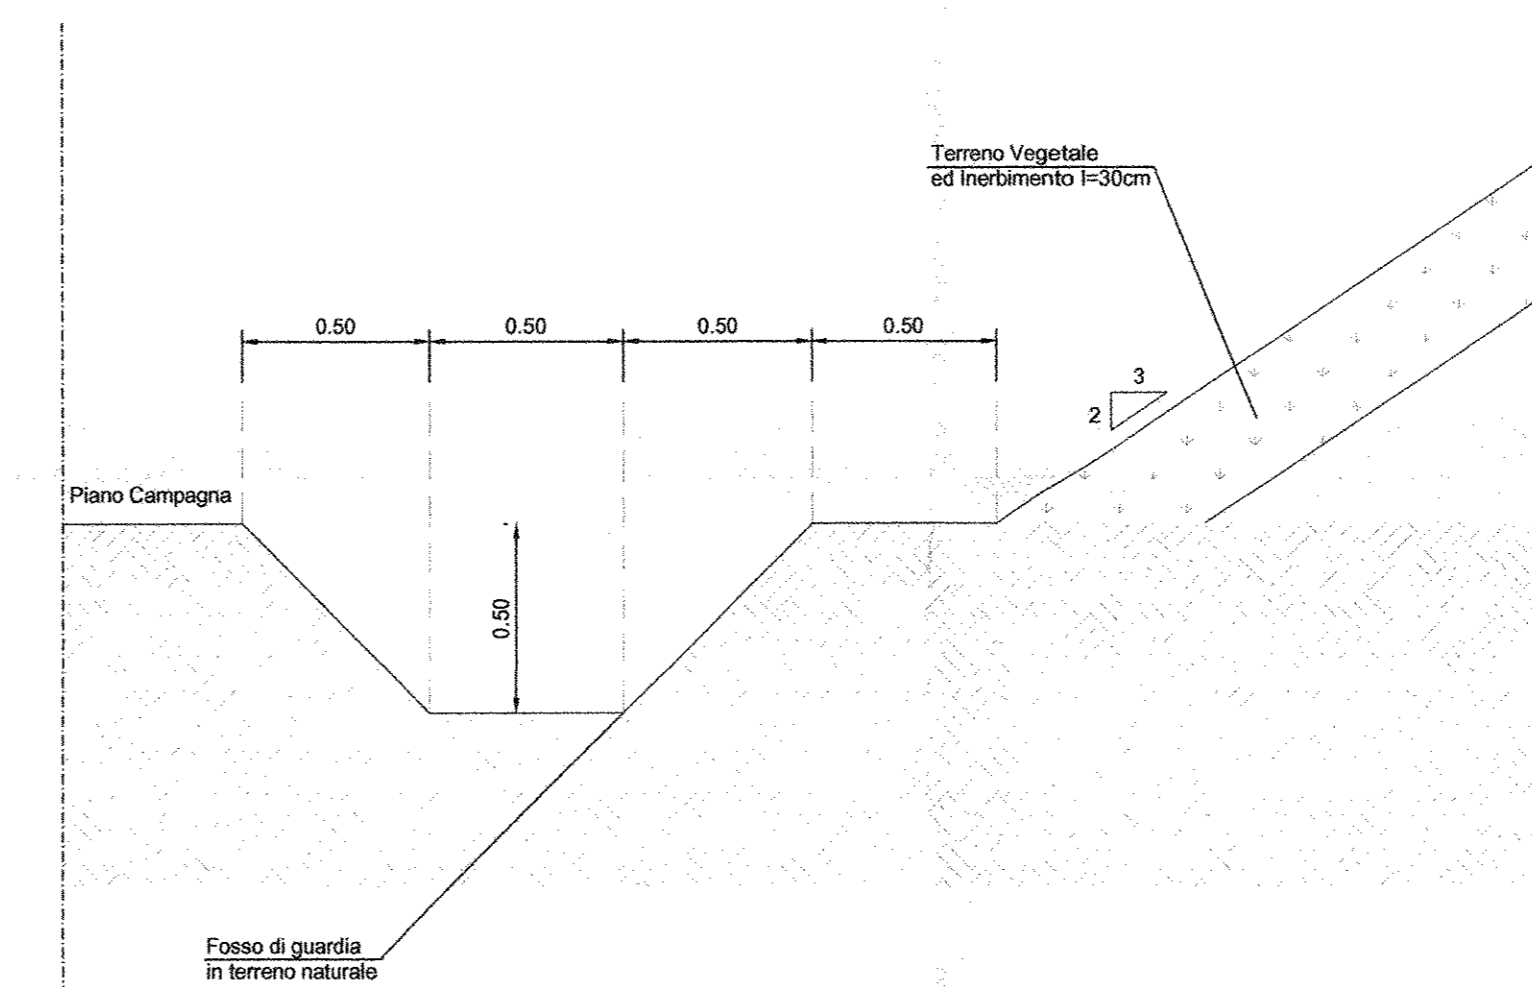 Terreno Vegetale
ed Inerbimento l=30cm
0.50 0.50 0.50 0.50
3
2
Piano Campagna
0.50
Fosso di guardia
in terreno naturale